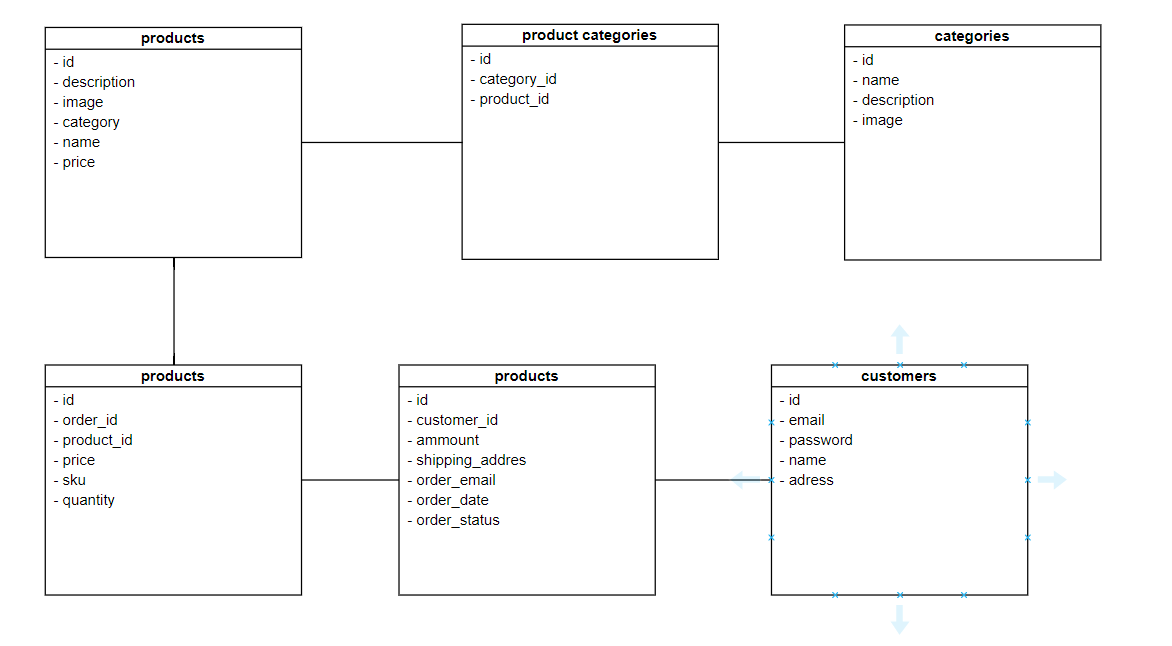 products
- id
- description
- image
- category
- name
- price
product categories
- id
- category_id
- product_id
categories
- id
- name
- description
- image
products
- id
- order_id
- product_id
- price
- sku
- quantity
products
- id
- customer_id
- ammount
- shipping_addres
- order_email
- order_date
- order_status
customers
- id
- email
- password
- name
- adress